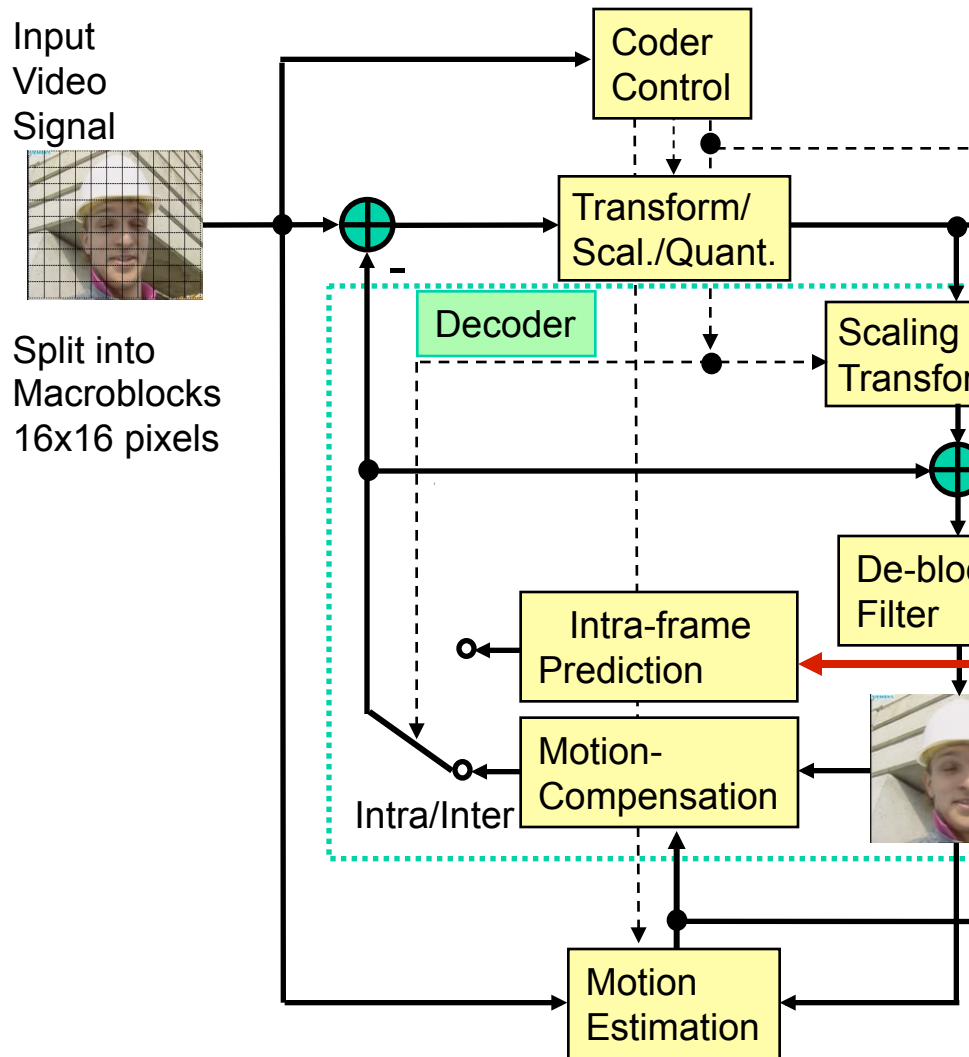 Input
Video
Signal
Coder
Control
Transform/
Scal./Quant.
-
Decoder
Scaling
Split into
Macroblocks
16x16 pixels
Filter
Intra-frame
Prediction
Motion-
Compensation
Intra/Inter
Motion
Estimation